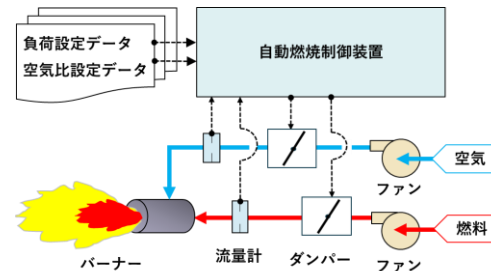 負荷設定データ
空気比設定データ
自動燃焼制御装置
空気
ファン
燃料
バーナー
流量計
ダンパー
ファン